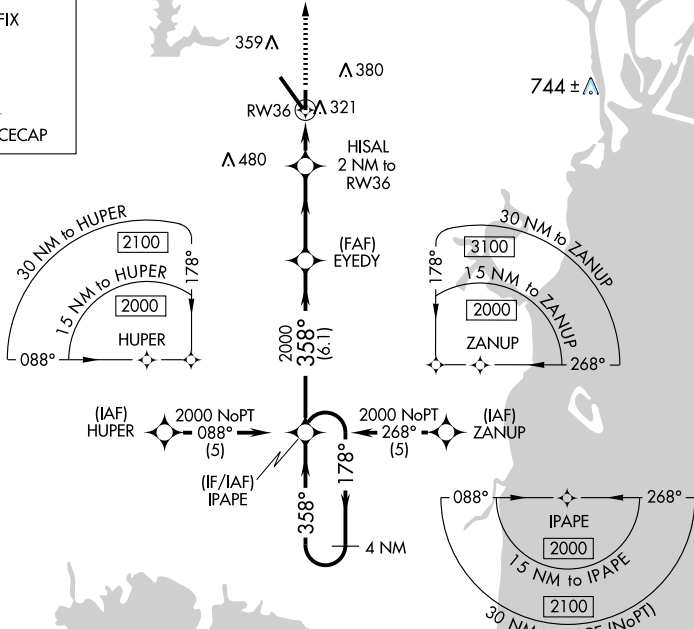 FIX
CECAP
359
380
744 ±
RW36
321
480
HISAL
2 NM to
RW36
(FAF)
EYEDY
30 NM to HUPER
2100
178°
15 NM to HUPER
2000
HUPER
088°
2000
358°
(6.1)
30 NM to ZANUP
3100
178°
15 NM to ZANUP
2000
ZANUP
268°
(IAF)
HUPER
2000 NoPT
088°
(5)
2000 NoPT
268°
(5)
(IAF)
ZANUP
(IF/IAF)
IPAPE
178°
358°
4 NM
088°
268°
IPAPE
2000
15 NM to IPAPE
2100
30 NM (NoPT)